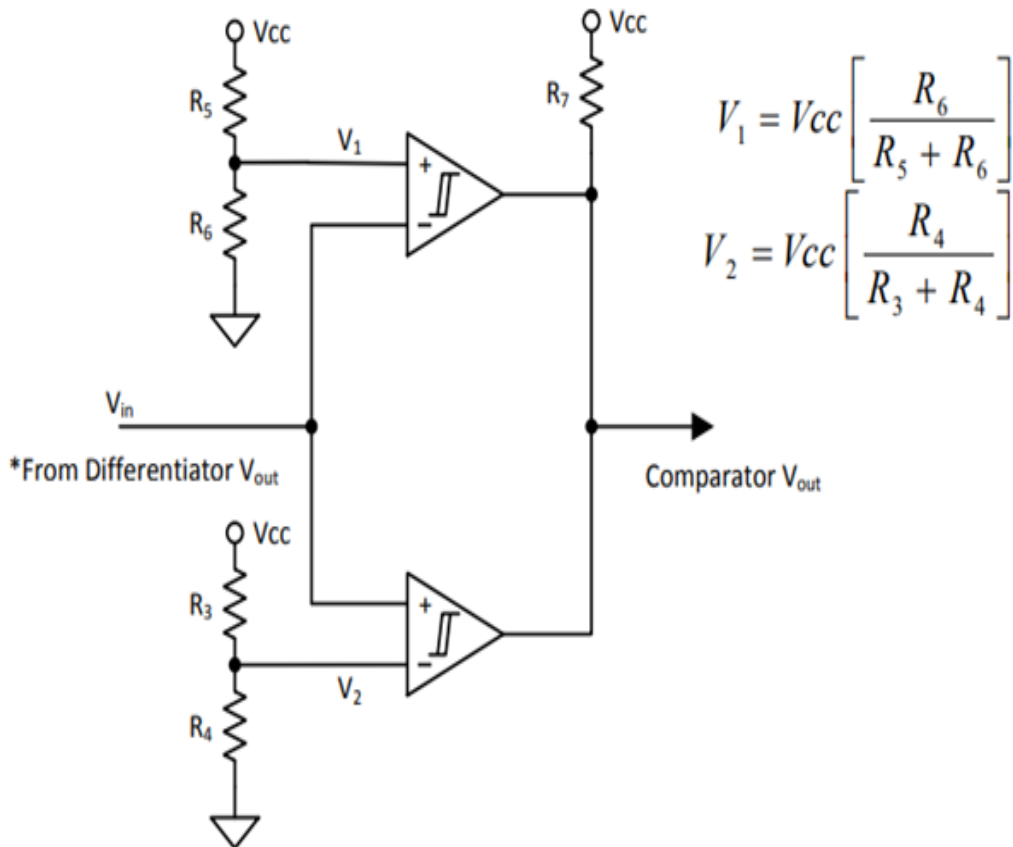 Vcc
Vcc
R5
R7
V1 = Vcc [ R6 / (R5 + R6) ]
V1
+
R6
−
V2 = Vcc [ R4 / (R3 + R4) ]
Vin
*From Differentiator Vout
Comparator Vout
Vcc
R3
+
−
V2
R4